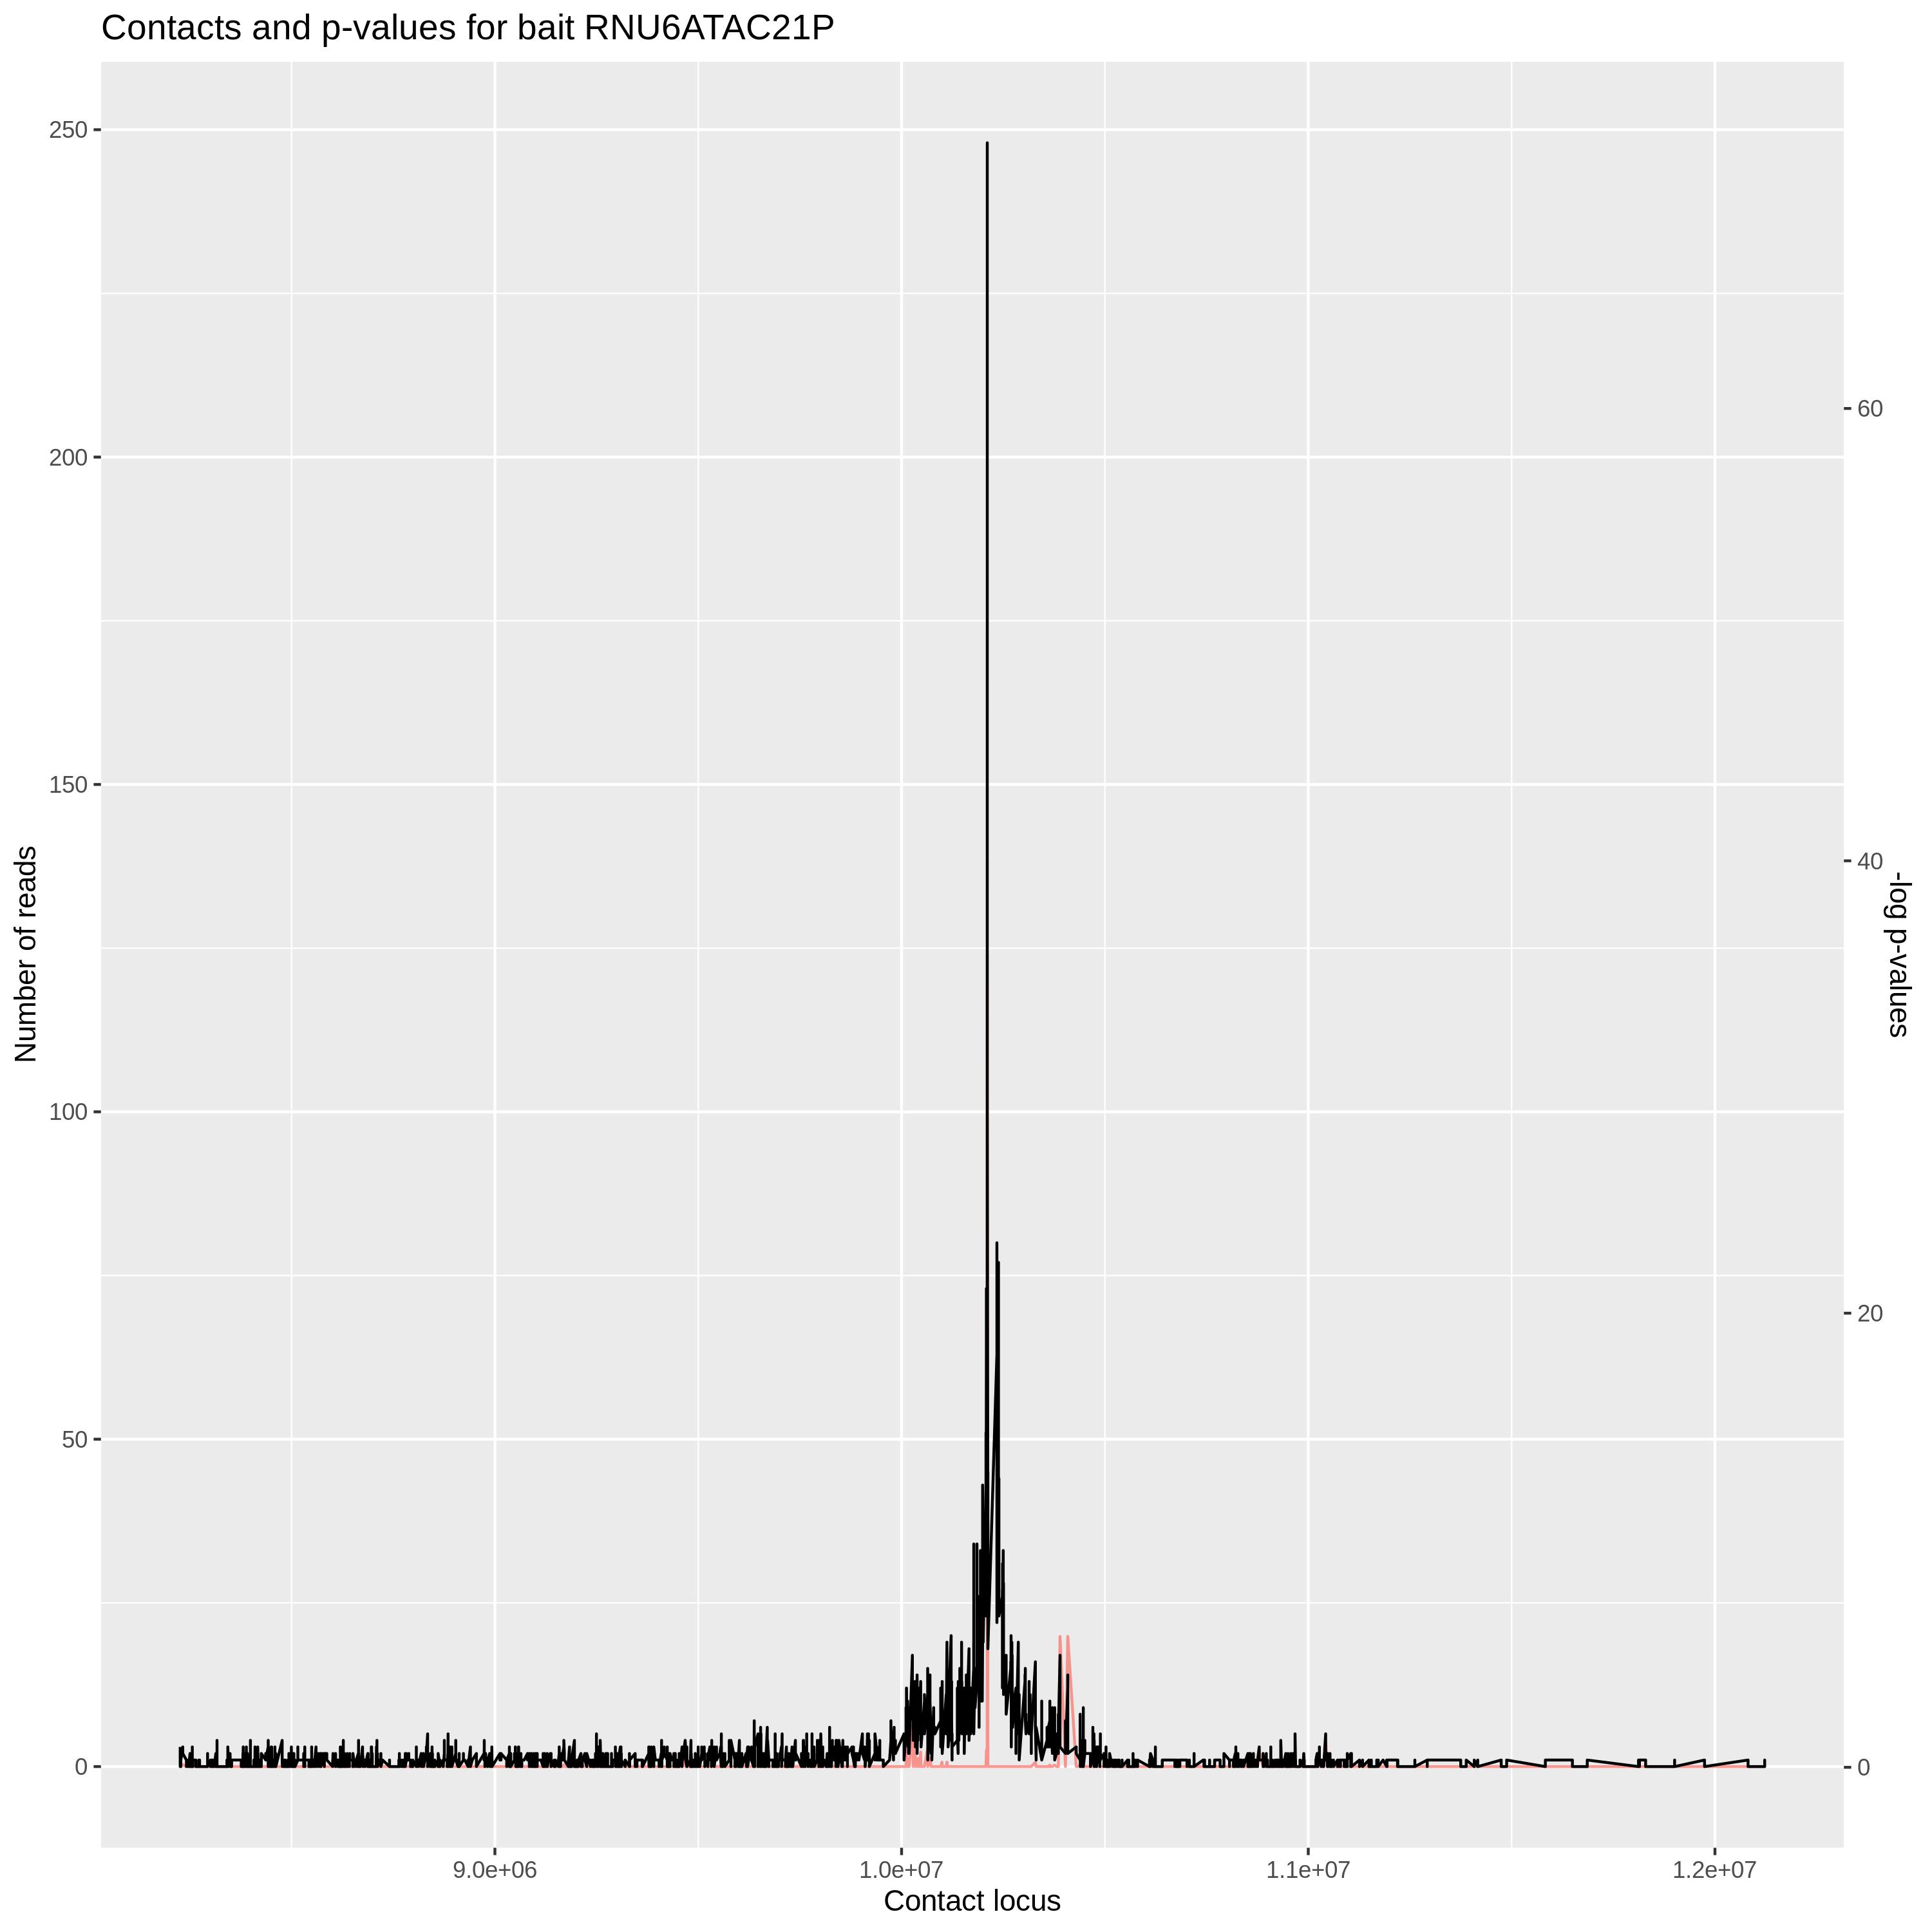 Contacts and p-values for bait RNU6ATAC21P
250
200
150
100
50
0
Number of reads
60
40
20
0
-log p-values
9.0e+06
1.0e+07
1.1e+07
1.2e+07
Contact locus